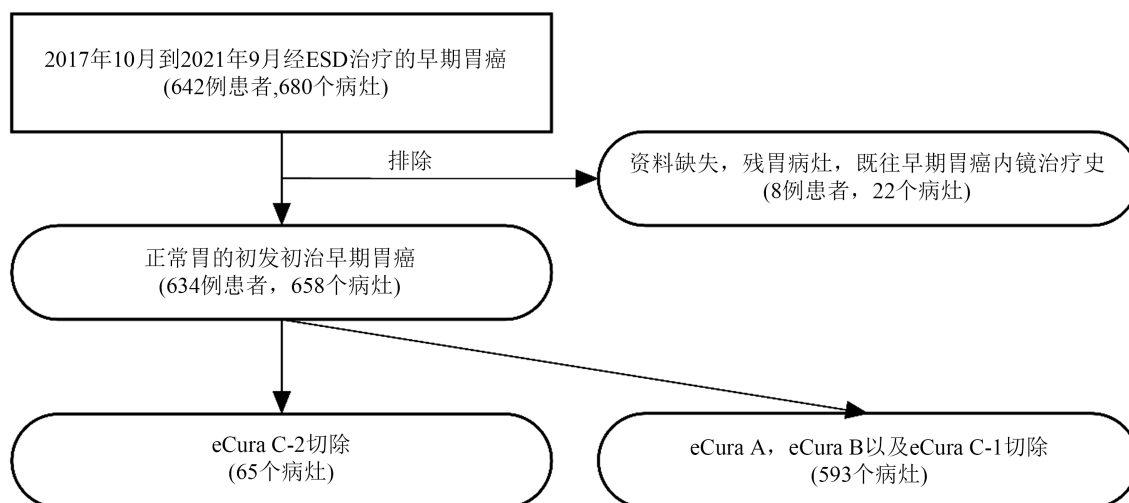 2017年10月到2021年9月经ESD治疗的早期胃癌
(642例患者,680个病灶)
排除
资料缺失，残胃病灶，既往早期胃癌内镜治疗史
(8例患者，22个病灶)
正常胃的初发初治早期胃癌
(634例患者，658个病灶)
eCura C-2切除
(65个病灶)
eCura A，eCura B以及eCura C-1切除
(593个病灶)